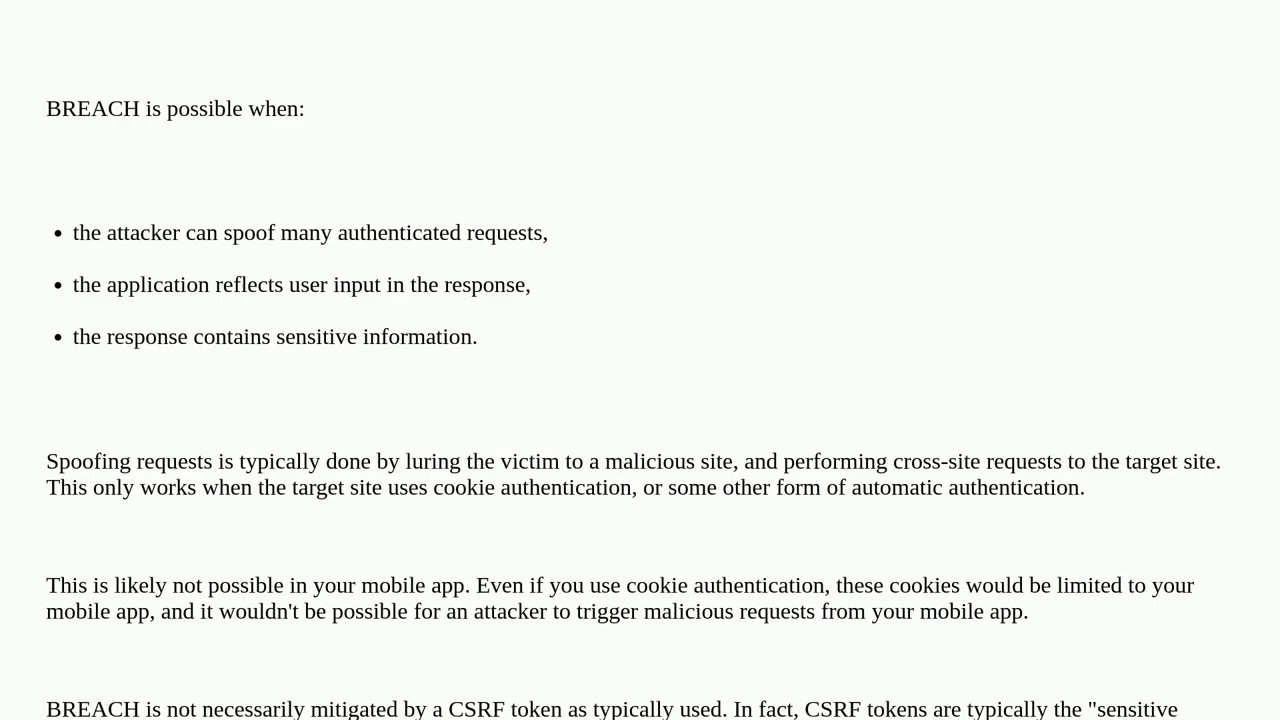 BREACH is possible when:
• the attacker can spoof many authenticated requests,
• the application reflects user input in the response,
• the response contains sensitive information.
Spoofing requests is typically done by luring the victim to a malicious site, and performing cross-site requests to the target site.
This only works when the target site uses cookie authentication, or some other form of automatic authentication.
This is likely not possible in your mobile app. Even if you use cookie authentication, these cookies would be limited to your
mobile app, and it wouldn't be possible for an attacker to trigger malicious requests from your mobile app.
BREACH is not necessarily mitigated by a CSRF token as typically used. In fact, CSRF tokens are typically the "sensitive